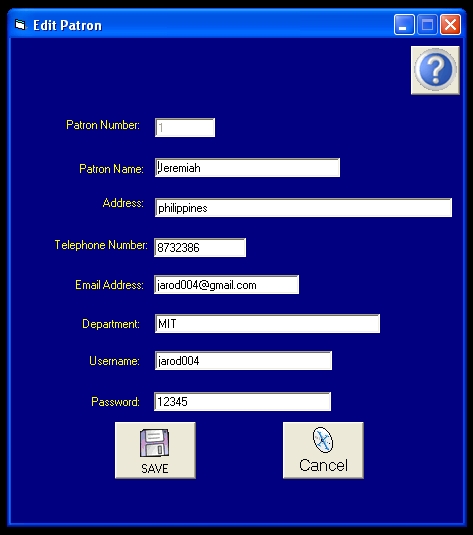 Edit Patron
?
Patron Number: 1
Patron Name: Jeremiah
Address: philippines
Telephone Number: 8732386
Email Address: jarod004@gmail.com
Department: MIT
Username: jarod004
Password: 12345
SAVE
Cancel